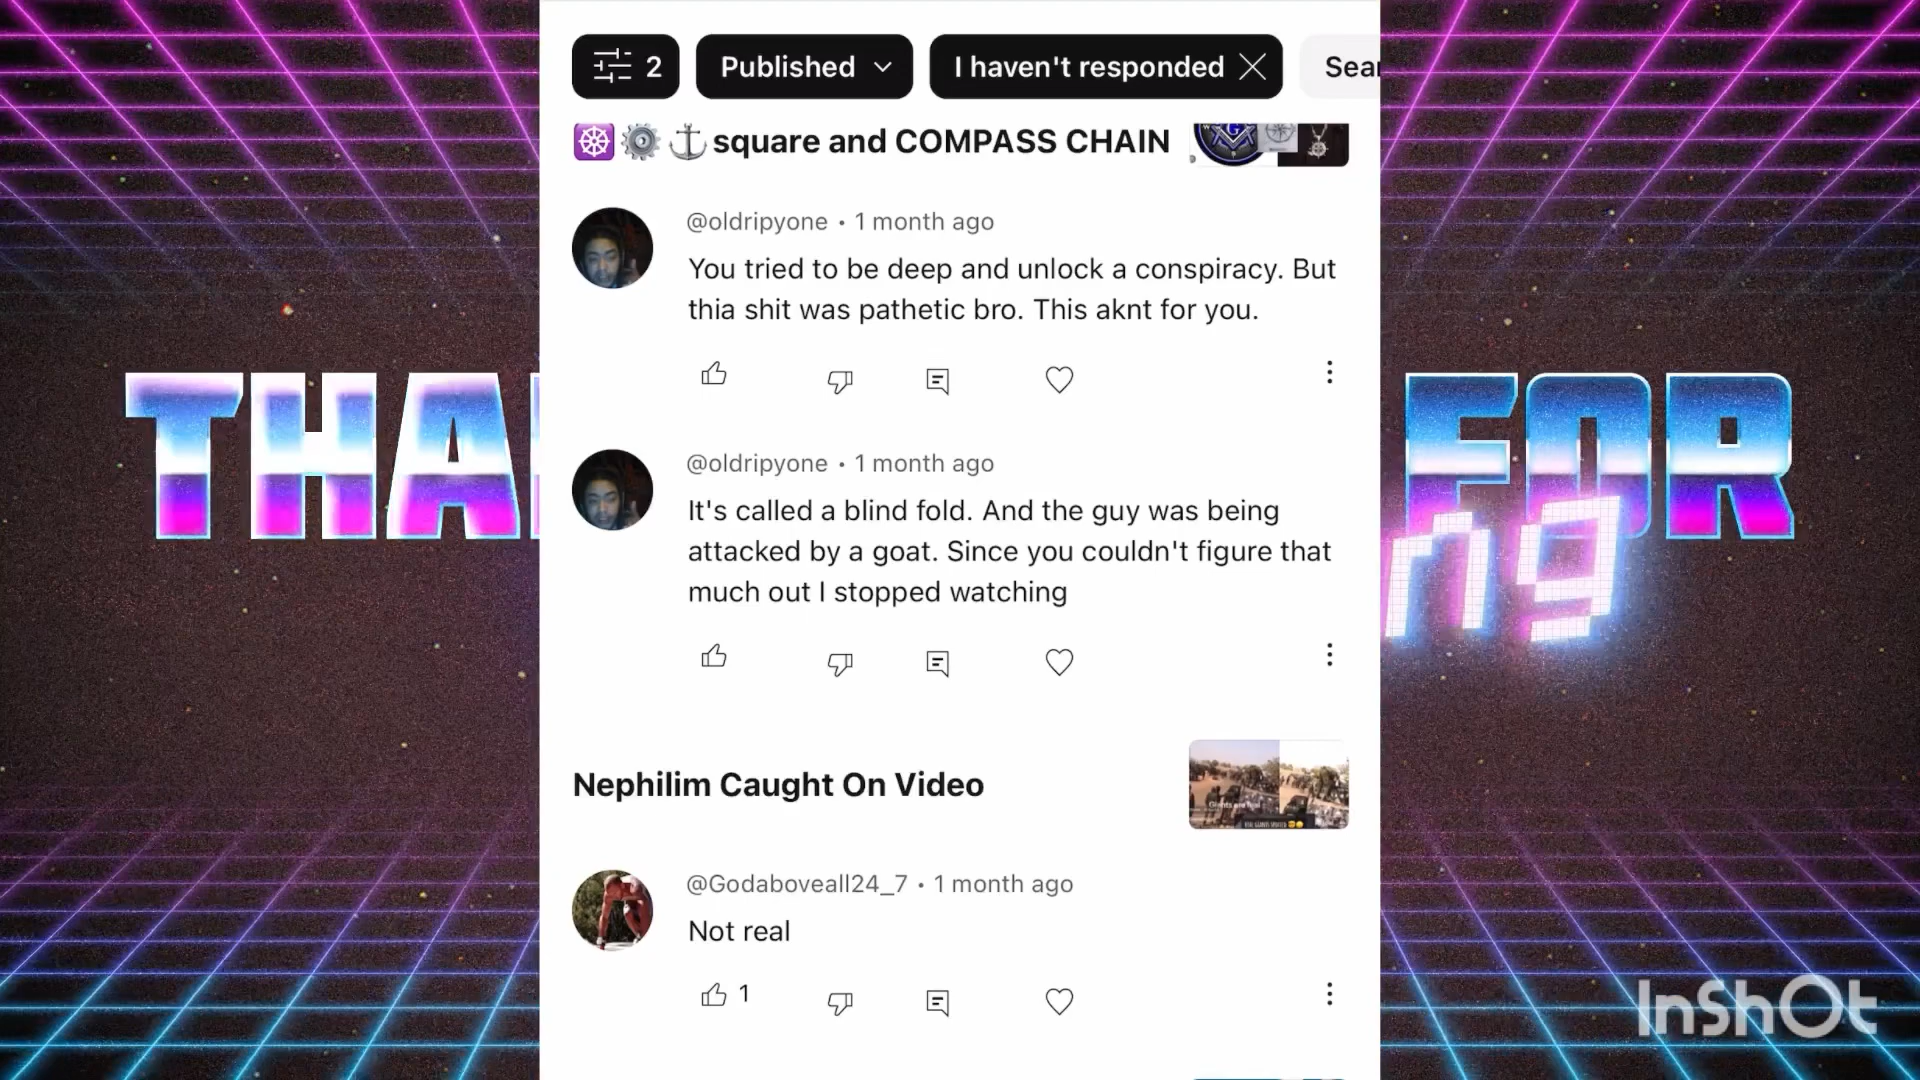 2 Published I haven't responded Sear
square and COMPASS CHAIN
@oldripyone • 1 month ago
You tried to be deep and unlock a conspiracy. But
thia shit was pathetic bro. This aknt for you.
THA
FOR
ng
@oldripyone • 1 month ago
It's called a blind fold. And the guy was being
attacked by a goat. Since you couldn't figure that
much out I stopped watching
Nephilim Caught On Video
@Godaboveall24_7 • 1 month ago
Not real
1
InShOt